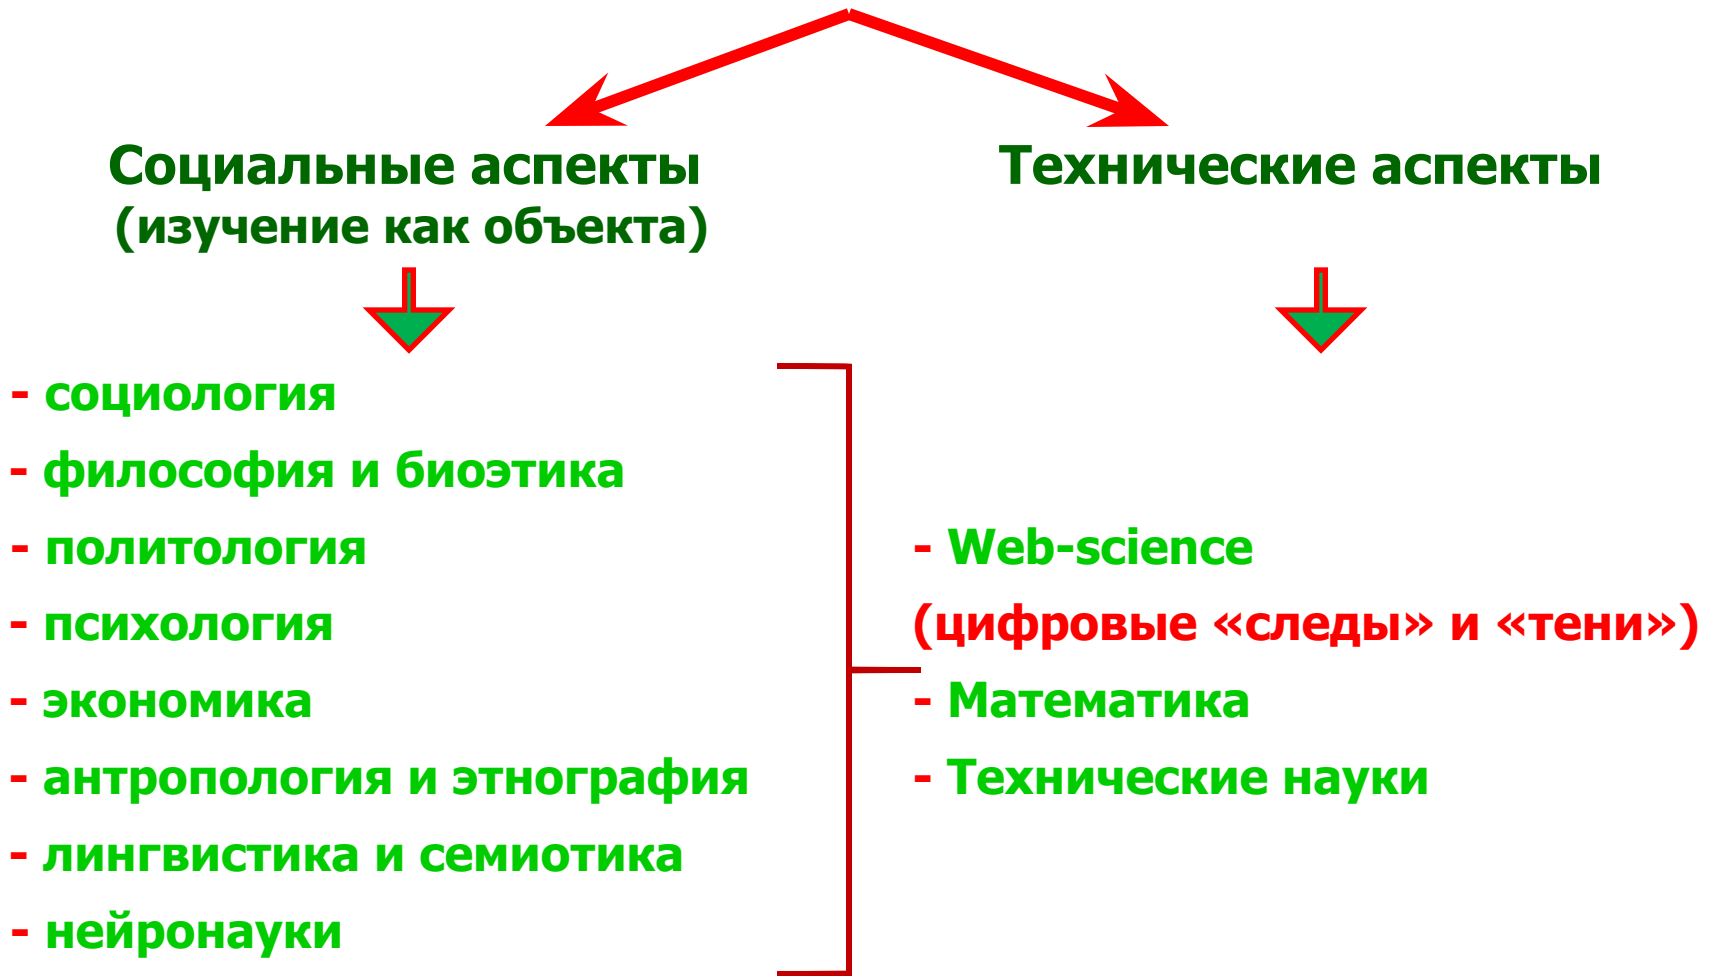 Социальные аспекты
(изучение как объекта)
- социология
- философия и биоэтика
- политология
- психология
- экономика
- антропология и этнография
- лингвистика и семиотика
- нейронауки
Технические аспекты
- Web-science
(цифровые «следы» и «тени»)
- Математика
- Технические науки